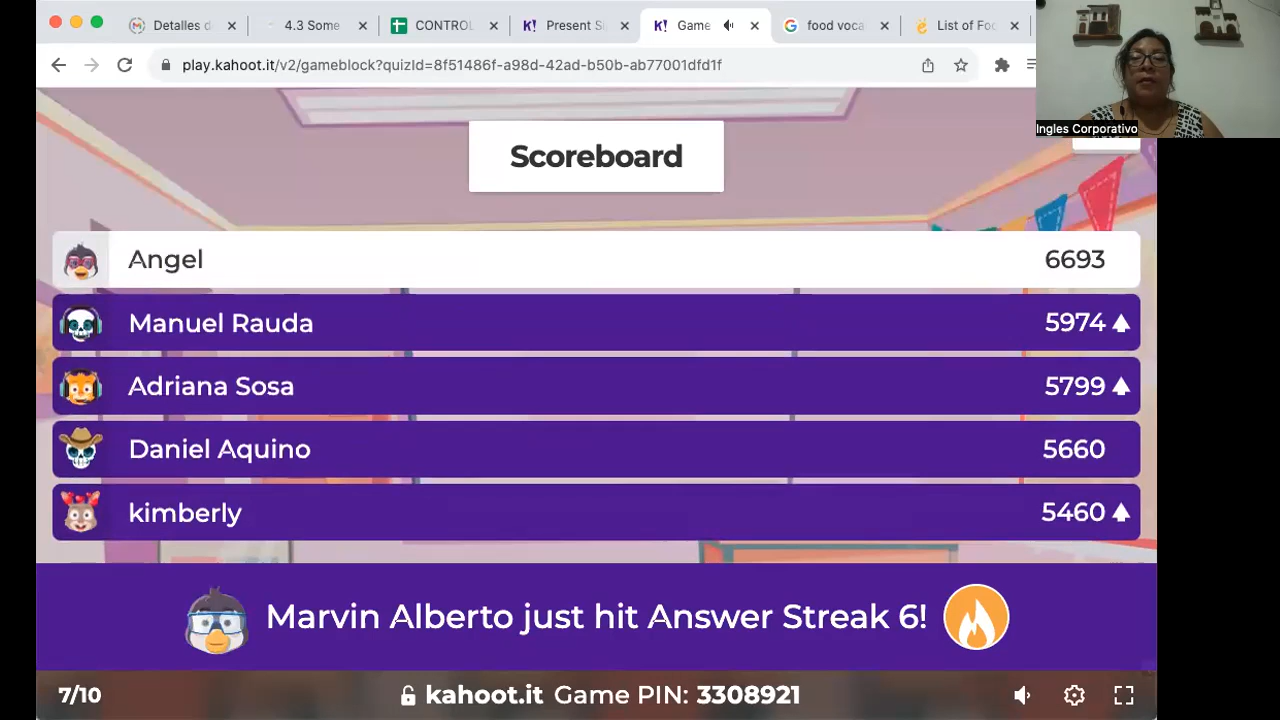 Detalles d
4.3 Some
CONTROL
K! Present Si
K! Game
food voca
List of Foo
play.kahoot.it/v2/gameblock?quizId=8f51486f-a98d-42ad-b50b-ab77001dfd1f
Ingles Corporativo
Scoreboard
Angel 6693
Manuel Rauda 5974
Adriana Sosa 5799
Daniel Aquino 5660
kimberly 5460
Marvin Alberto just hit Answer Streak 6!
7/10 kahoot.it Game PIN: 3308921